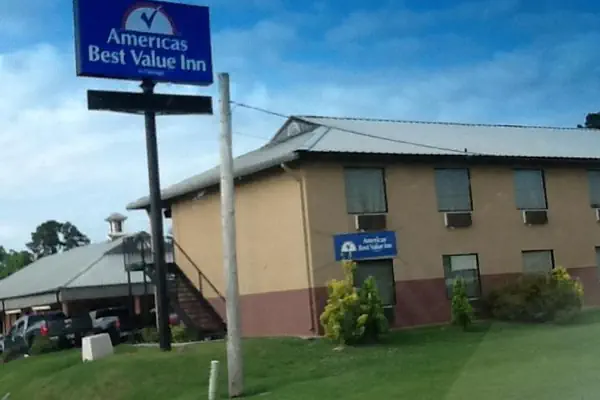 Americas
Best Value Inn
Americas
Best Value Inn